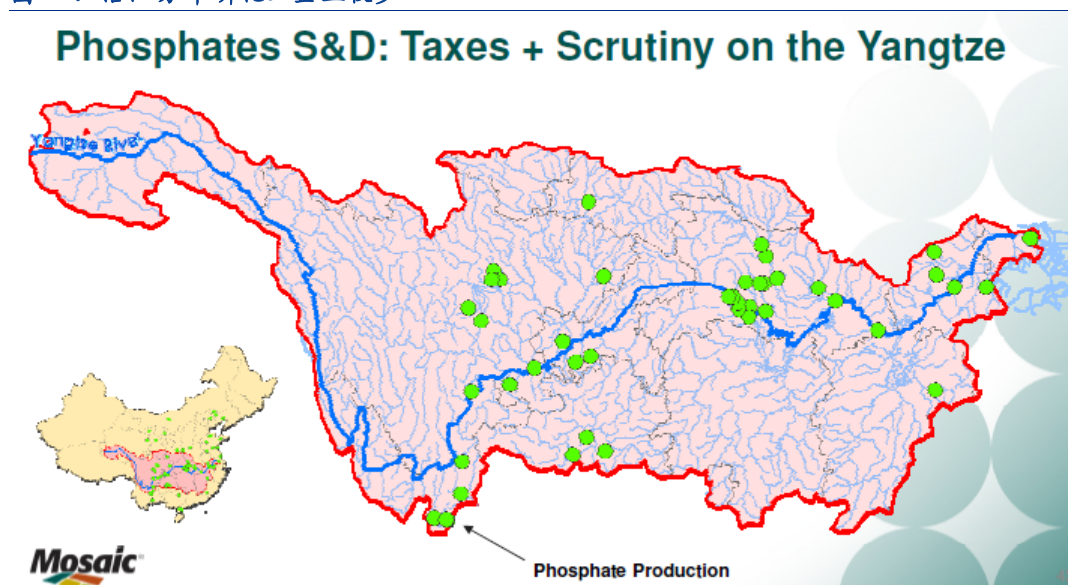 Phosphates S&D: Taxes + Scrutiny on the Yangtze
Yangtze River
Mosaic
Phosphate Production